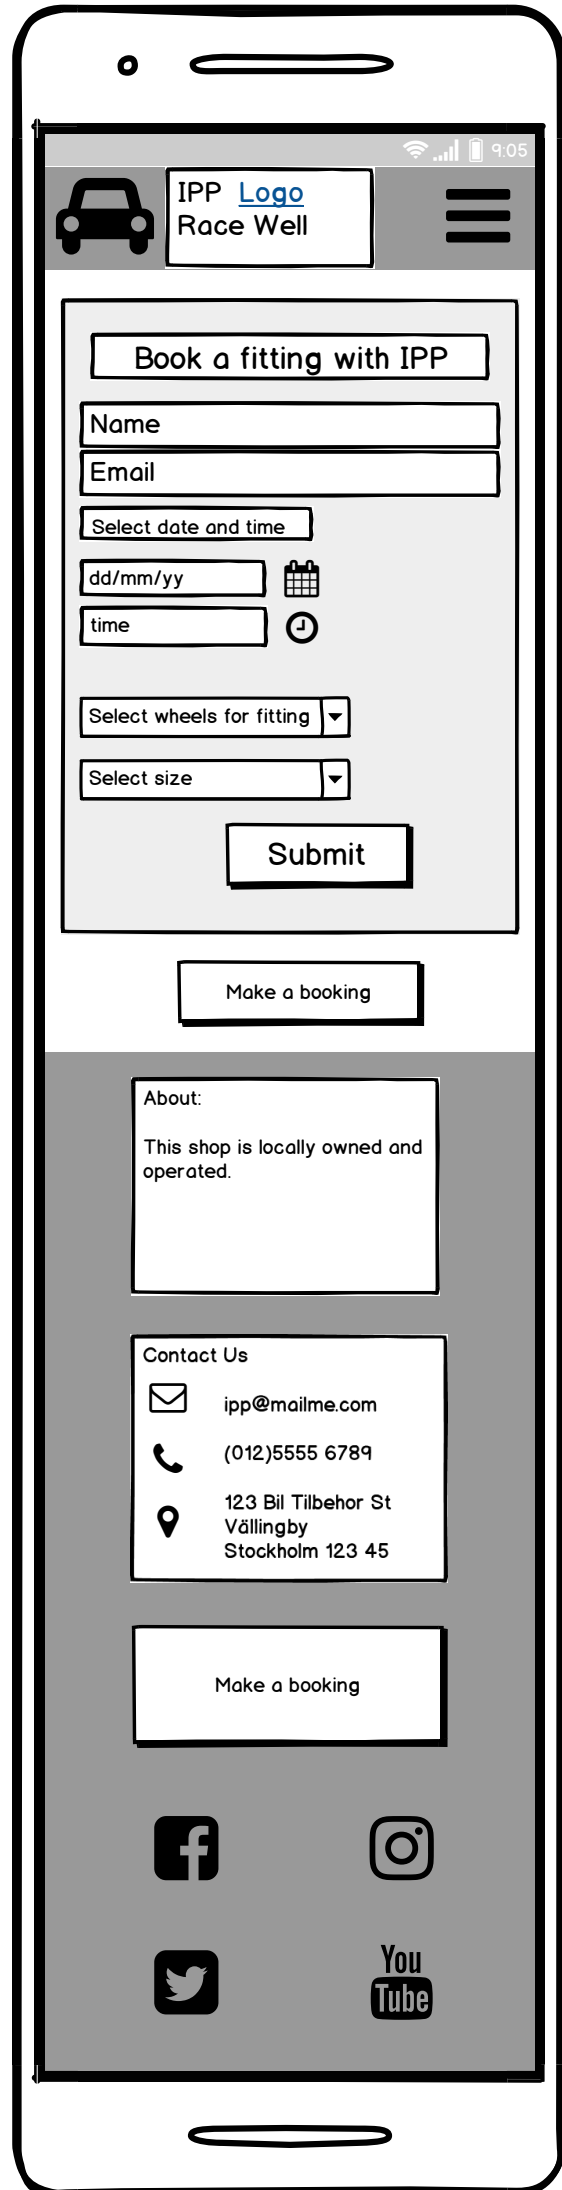 9:05
IPP Logo
Race Well
Book a fitting with IPP
Name
Email
Select date and time
dd/mm/yy
time
Select wheels for fitting
Select size
Submit
Make a booking
About:
This shop is locally owned and
operated.
Contact Us
ipp@mailme.com
(012)5555 6789
123 Bil Tilbehor St
Vällingby
Stockholm 123 45
Make a booking
You
Tube